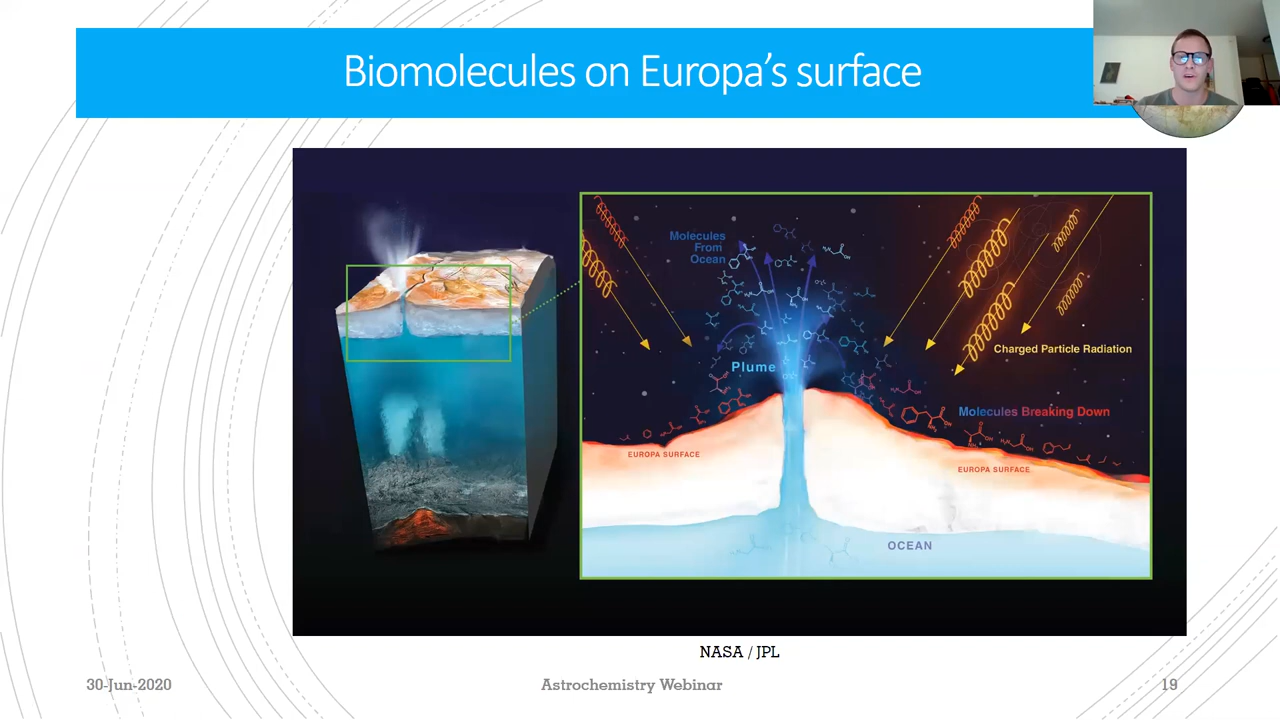 Biomolecules on Europa's surface
Molecules
From
Ocean
Plume
Charged Particle Radiation
Molecules Breaking Down
EUROPA SURFACE
EUROPA SURFACE
OCEAN
NASA / JPL
30-Jun-2020
Astrochemistry Webinar
19